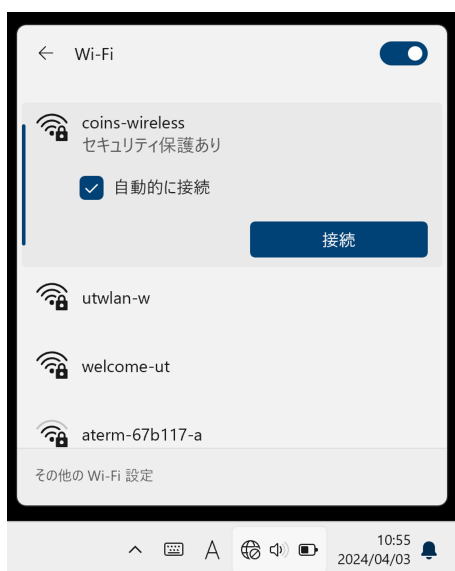 Wi-Fi
coins-wireless
セキュリティ保護あり
自動的に接続
接続
utwlan-w
welcome-ut
aterm-67b117-a
その他の Wi-Fi 設定
A
10:55
2024/04/03